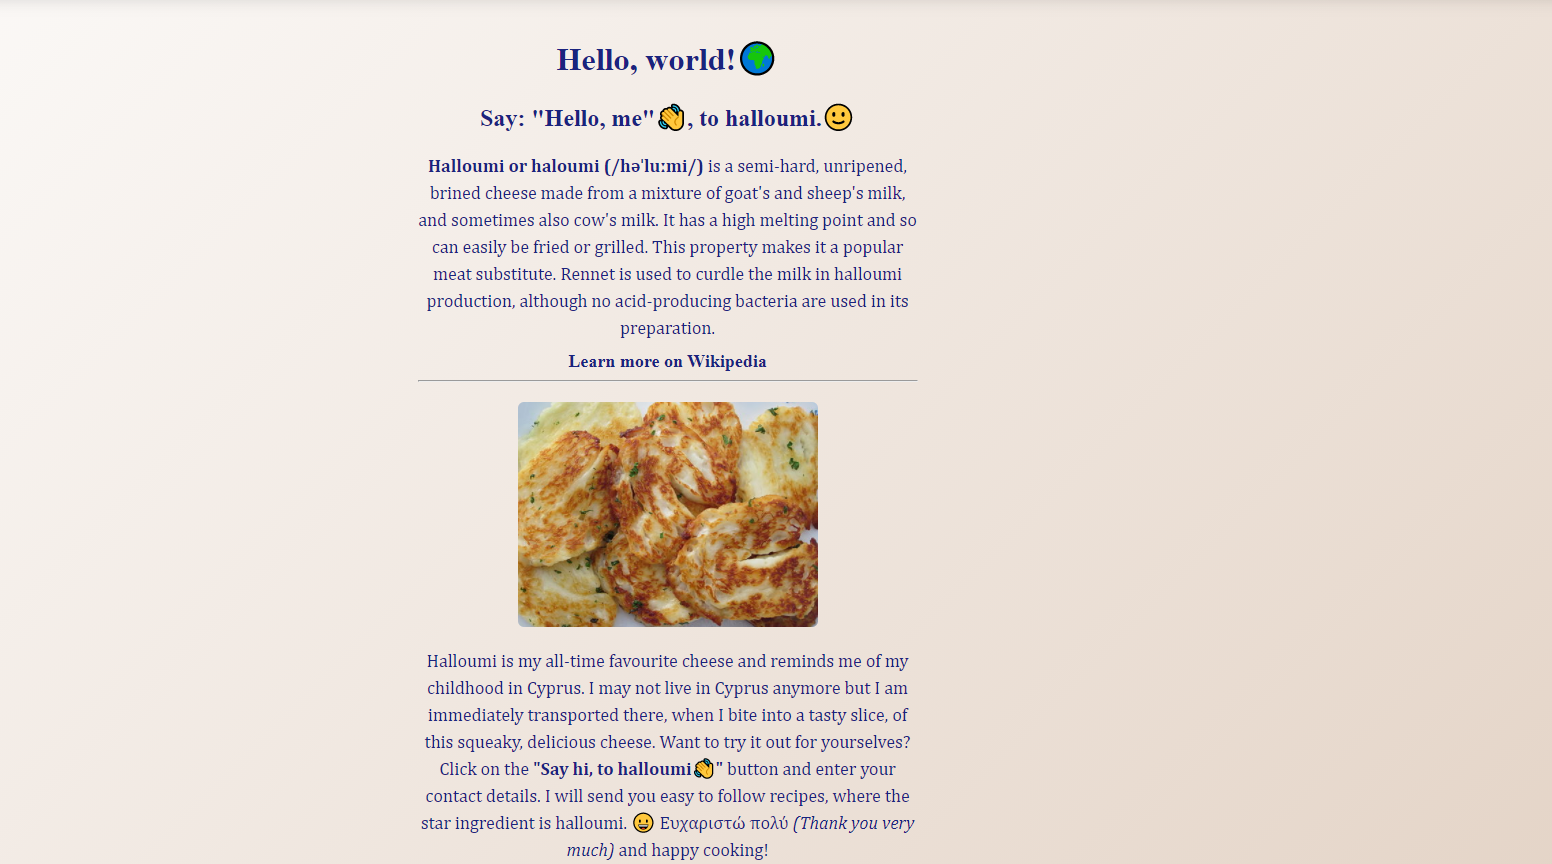 Hello, world!🌍
Say: "Hello, me"👋, to halloumi.🙂
Halloumi or haloumi (/həˈluːmi/) is a semi-hard, unripened,
brined cheese made from a mixture of goat's and sheep's milk,
and sometimes also cow's milk. It has a high melting point and so
can easily be fried or grilled. This property makes it a popular
meat substitute. Rennet is used to curdle the milk in halloumi
production, although no acid-producing bacteria are used in its
preparation.
Learn more on Wikipedia
Halloumi is my all-time favourite cheese and reminds me of my
childhood in Cyprus. I may not live in Cyprus anymore but I am
immediately transported there, when I bite into a tasty slice, of
this squeaky, delicious cheese. Want to try it out for yourselves?
Click on the "Say hi, to halloumi👋" button and enter your
contact details. I will send you easy to follow recipes, where the
star ingredient is halloumi. 😀 Ευχαριστώ πολύ (Thank you very
much) and happy cooking!